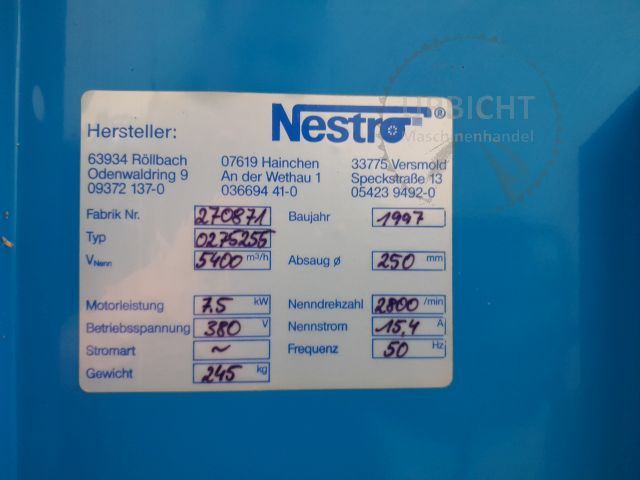 URBICHT
Maschinenhandel
Hersteller: Nestro®
63934 Röllbach 07619 Hainchen 33775 Versmold
Odenwaldring 9 An der Wethau 1 Speckstraße 13
09372 137-0 036694 41-0 05423 9492-0
Fabrik Nr. 270871 Baujahr 1997
Typ 0275255
VNenn 5400 m³/h Absaug ø 250 mm
Motorleistung 7.5 kW Nenndrehzahl 2800 /min
Betriebsspannung 380 V Nennstrom 15,4 A
Stromart ~ Frequenz 50 Hz
Gewicht 245 kg